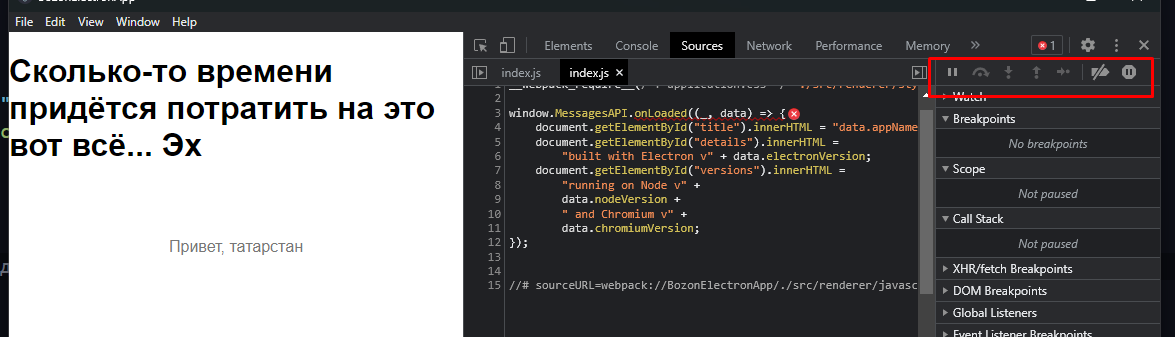 BozonElectronApp
File Edit View Window Help
Elements Console Sources Network Performance Memory » 1
index.js index.js ×
Сколько-то времени
придётся потратить на это
вот всё... Эх
Привет, татарстан
1
2
3 window.MessagesAPI.onLoaded((_, data) => {
4 document.getElementById("title").innerHTML = "data.appName
5 document.getElementById("details").innerHTML =
6 "built with Electron v" + data.electronVersion;
7 document.getElementById("versions").innerHTML =
8 "running on Node v" +
9 data.nodeVersion +
10 " and Chromium v" +
11 data.chromiumVersion;
12 });
13
14
15 //# sourceURL=webpack://BozonElectronApp/./src/renderer/javasc
Watch
Breakpoints
No breakpoints
Scope
Not paused
Call Stack
Not paused
XHR/fetch Breakpoints
DOM Breakpoints
Global Listeners
Event Listener Breakpoints